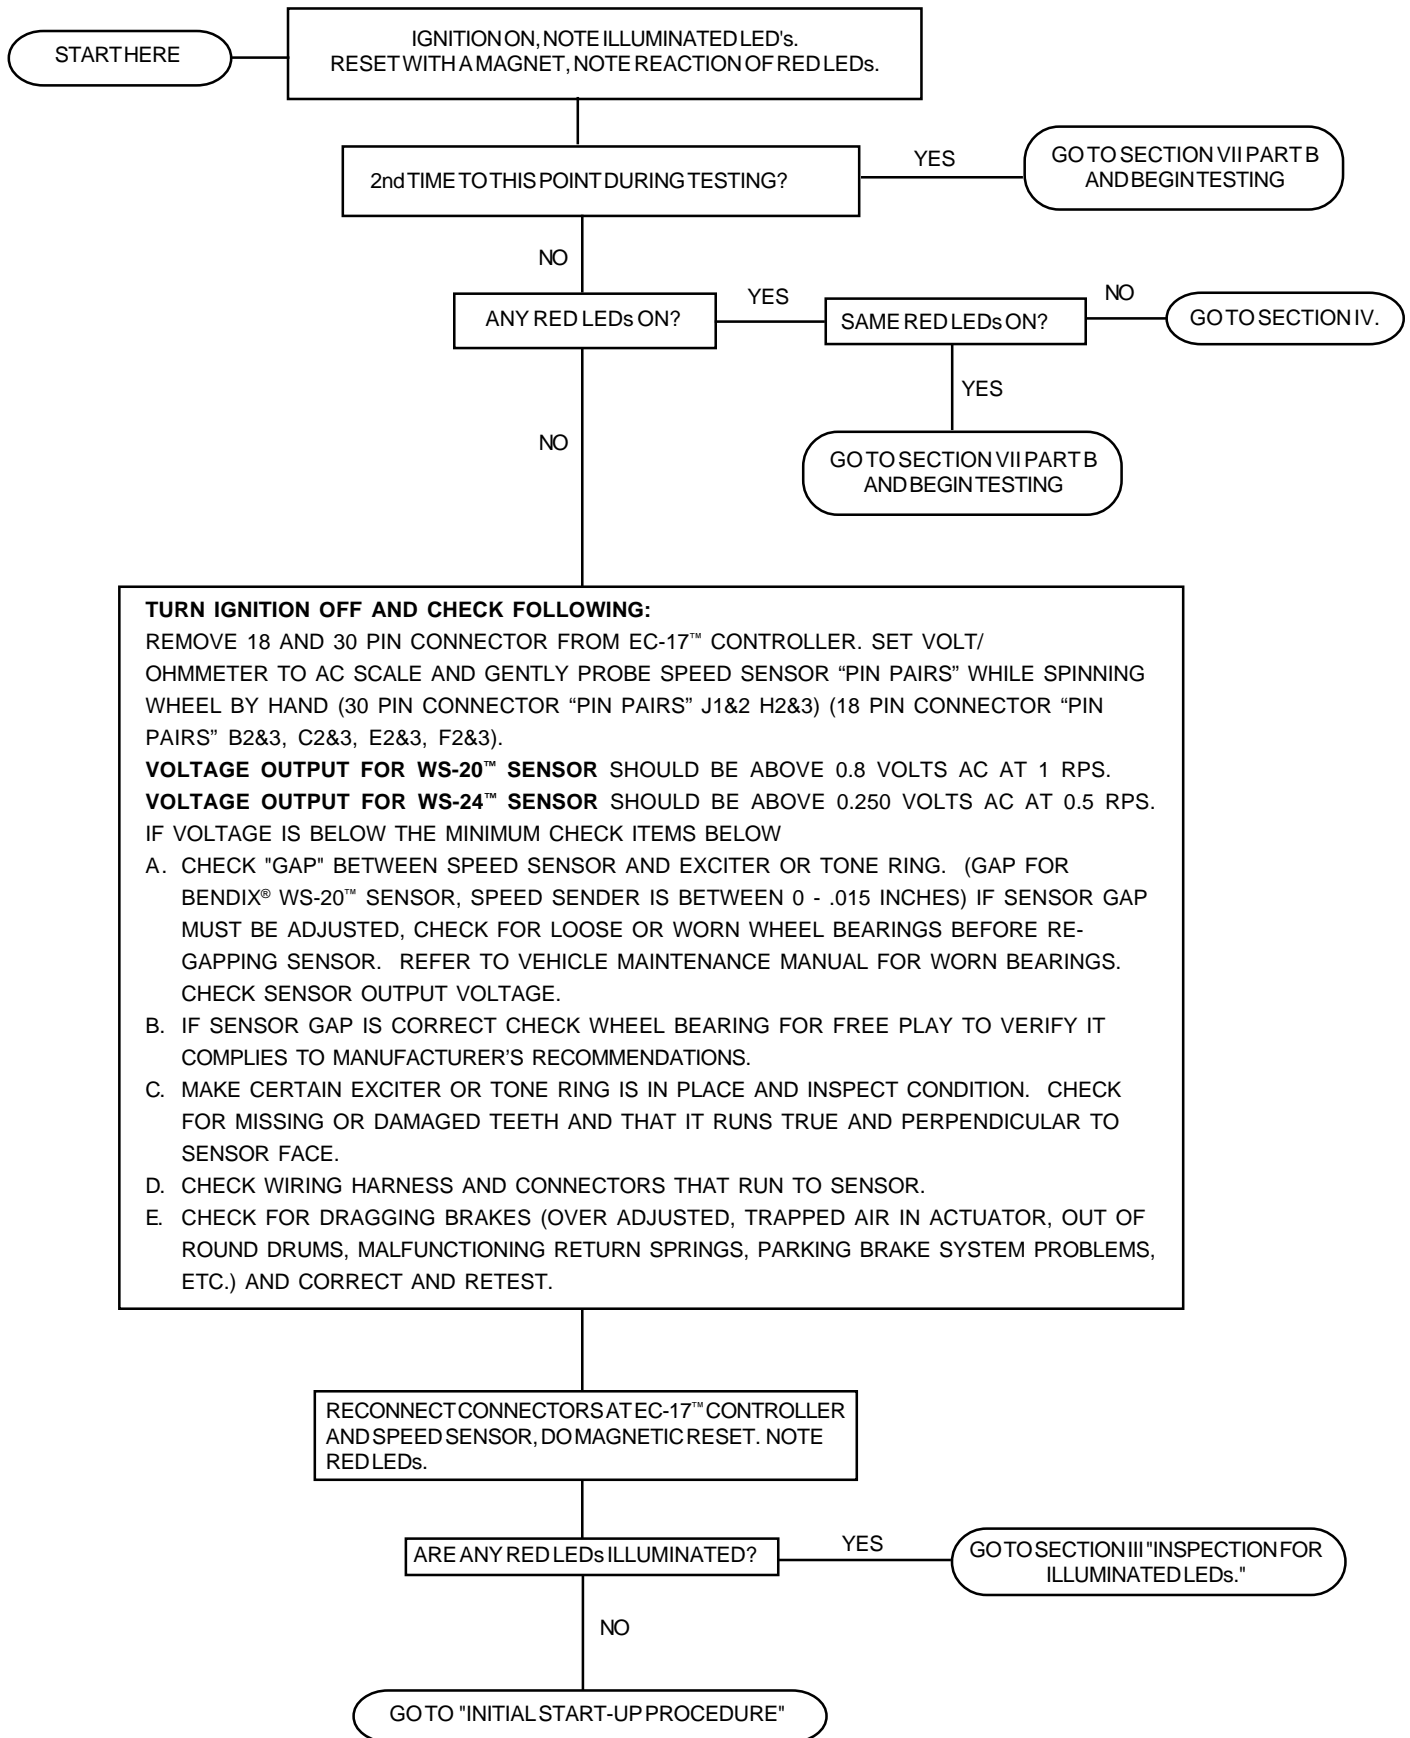 START HERE
IGNITION ON, NOTE ILLUMINATED LED's.
RESET WITH A MAGNET, NOTE REACTION OF RED LEDs.
2nd TIME TO THIS POINT DURING TESTING?
YES
GO TO SECTION VII PART B
AND BEGIN TESTING
NO
ANY RED LEDs ON?
YES
SAME RED LEDs ON?
NO
GO TO SECTION IV.
YES
GO TO SECTION VII PART B
AND BEGIN TESTING
NO
TURN IGNITION OFF AND CHECK FOLLOWING:
REMOVE 18 AND 30 PIN CONNECTOR FROM EC-17™ CONTROLLER. SET VOLT/
OHMMETER TO AC SCALE AND GENTLY PROBE SPEED SENSOR “PIN PAIRS” WHILE SPINNING
WHEEL BY HAND (30 PIN CONNECTOR “PIN PAIRS” J1&2 H2&3) (18 PIN CONNECTOR “PIN
PAIRS” B2&3, C2&3, E2&3, F2&3).
VOLTAGE OUTPUT FOR WS-20™ SENSOR SHOULD BE ABOVE 0.8 VOLTS AC AT 1 RPS.
VOLTAGE OUTPUT FOR WS-24™ SENSOR SHOULD BE ABOVE 0.250 VOLTS AC AT 0.5 RPS.
IF VOLTAGE IS BELOW THE MINIMUM CHECK ITEMS BELOW
A. CHECK "GAP" BETWEEN SPEED SENSOR AND EXCITER OR TONE RING. (GAP FOR
BENDIX® WS-20™ SENSOR, SPEED SENDER IS BETWEEN 0 - .015 INCHES) IF SENSOR GAP
MUST BE ADJUSTED, CHECK FOR LOOSE OR WORN WHEEL BEARINGS BEFORE RE-
GAPPING SENSOR. REFER TO VEHICLE MAINTENANCE MANUAL FOR WORN BEARINGS.
CHECK SENSOR OUTPUT VOLTAGE.
B. IF SENSOR GAP IS CORRECT CHECK WHEEL BEARING FOR FREE PLAY TO VERIFY IT
COMPLIES TO MANUFACTURER’S RECOMMENDATIONS.
C. MAKE CERTAIN EXCITER OR TONE RING IS IN PLACE AND INSPECT CONDITION. CHECK
FOR MISSING OR DAMAGED TEETH AND THAT IT RUNS TRUE AND PERPENDICULAR TO
SENSOR FACE.
D. CHECK WIRING HARNESS AND CONNECTORS THAT RUN TO SENSOR.
E. CHECK FOR DRAGGING BRAKES (OVER ADJUSTED, TRAPPED AIR IN ACTUATOR, OUT OF
ROUND DRUMS, MALFUNCTIONING RETURN SPRINGS, PARKING BRAKE SYSTEM PROBLEMS,
ETC.) AND CORRECT AND RETEST.
RECONNECT CONNECTORS AT EC-17™ CONTROLLER
AND SPEED SENSOR, DO MAGNETIC RESET. NOTE
RED LEDs.
ARE ANY RED LEDs ILLUMINATED?
YES
GO TO SECTION III "INSPECTION FOR
ILLUMINATED LEDs."
NO
GO TO "INITIAL START-UP PROCEDURE"